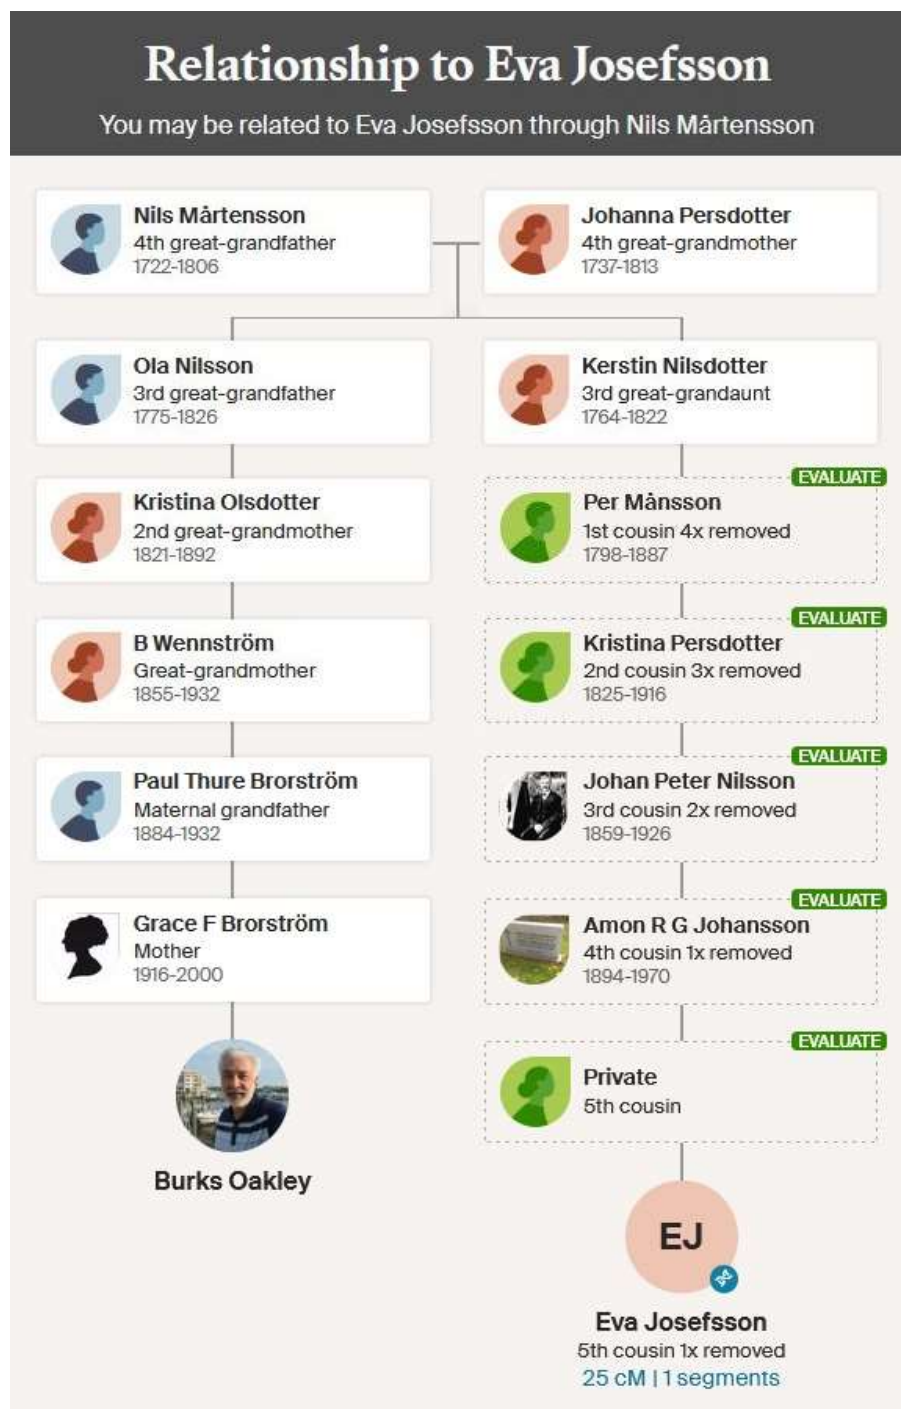 Relationship to Eva Josefsson
You may be related to Eva Josefsson through Nils Mårtensson
Nils Mårtensson
4th great-grandfather
1722-1806
Johanna Persdotter
4th great-grandmother
1737-1813
Ola Nilsson
3rd great-grandfather
1775-1826
Kerstin Nilsdotter
3rd great-grandaunt
1764-1822
Kristina Olsdotter
2nd great-grandmother
1821-1892
EVALUATE
Per Månsson
1st cousin 4x removed
1798-1887
B Wennström
Great-grandmother
1855-1932
EVALUATE
Kristina Persdotter
2nd cousin 3x removed
1825-1916
Paul Thure Brorström
Maternal grandfather
1884-1932
EVALUATE
Johan Peter Nilsson
3rd cousin 2x removed
1859-1926
Grace F Brorström
Mother
1916-2000
EVALUATE
Amon R G Johansson
4th cousin 1x removed
1894-1970
Burks Oakley
EVALUATE
Private
5th cousin
EJ
Eva Josefsson
5th cousin 1x removed
25 cM | 1 segments